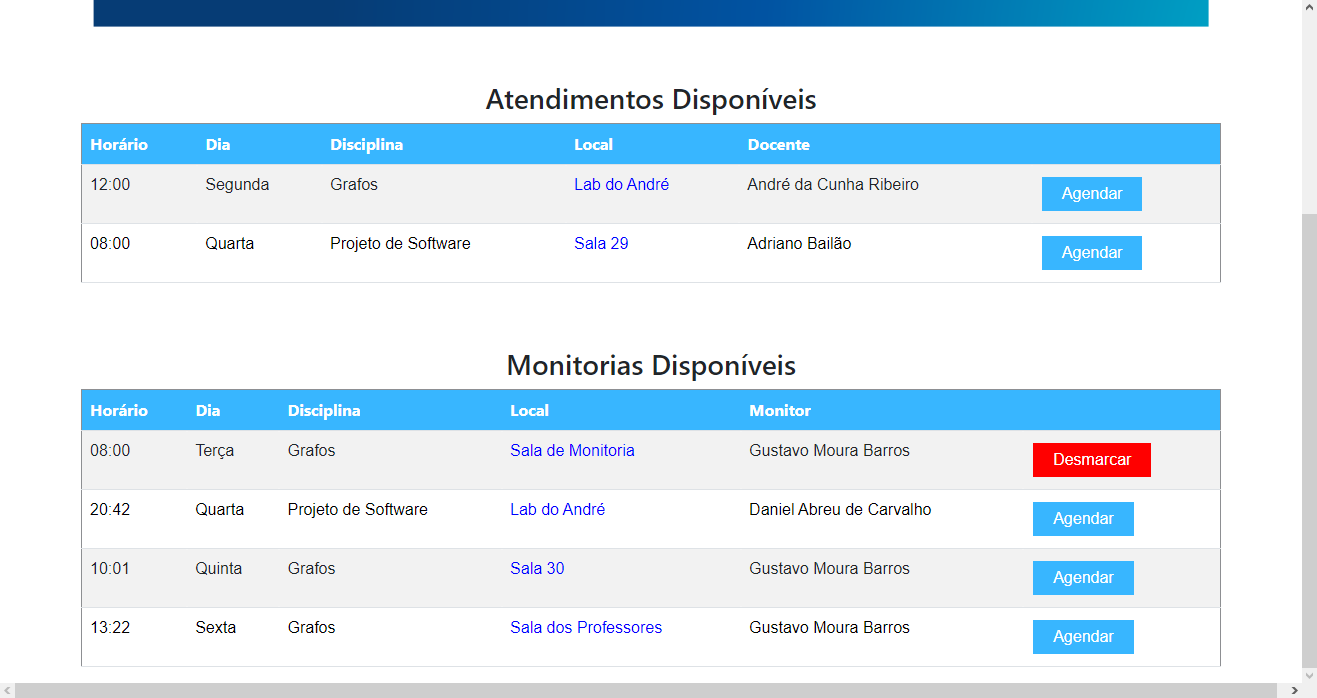 Atendimentos Disponíveis
Horário Dia Disciplina Local Docente
12:00 Segunda Grafos Lab do André André da Cunha Ribeiro Agendar
08:00 Quarta Projeto de Software Sala 29 Adriano Bailão Agendar
Monitorias Disponíveis
Horário Dia Disciplina Local Monitor
08:00 Terça Grafos Sala de Monitoria Gustavo Moura Barros Desmarcar
20:42 Quarta Projeto de Software Lab do André Daniel Abreu de Carvalho Agendar
10:01 Quinta Grafos Sala 30 Gustavo Moura Barros Agendar
13:22 Sexta Grafos Sala dos Professores Gustavo Moura Barros Agendar